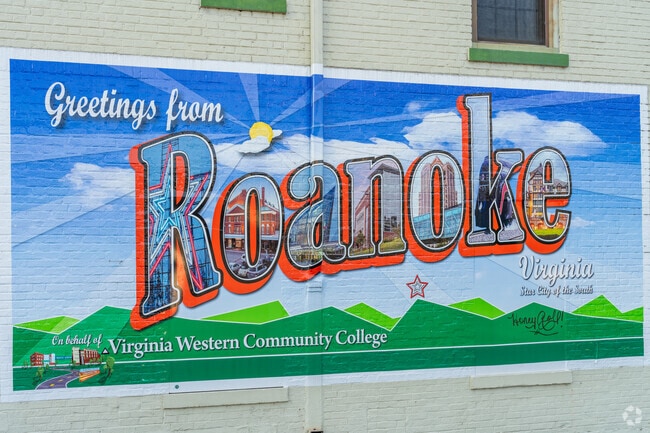 Greetings from
Roanoke
Virginia
Star City of the South
On behalf of
Virginia Western Community College